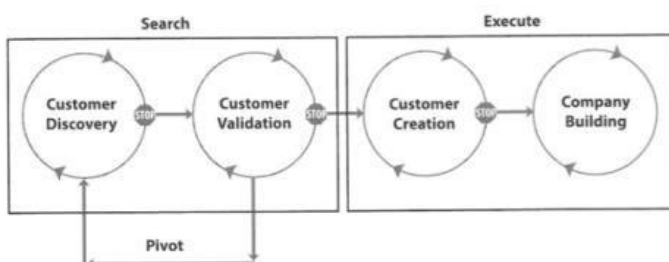 Search
Execute
Customer
Discovery
STOP
Customer
Validation
STOP
Customer
Creation
STOP
Company
Building
Pivot